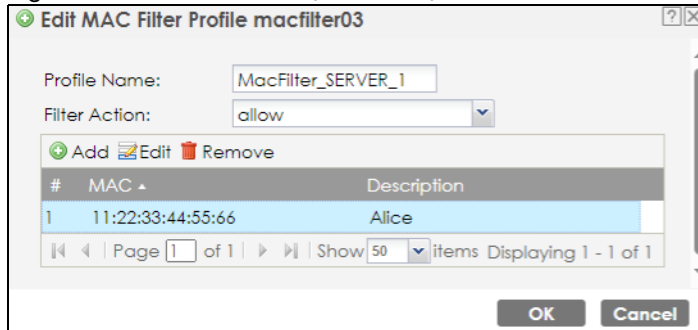 Edit MAC Filter Profile macfilter03
Profile Name: MacFilter_SERVER_1
Filter Action: allow
Add Edit Remove
# MAC Description
1 11:22:33:44:55:66 Alice
Page 1 of 1 Show 50 items Displaying 1 - 1 of 1
OK Cancel